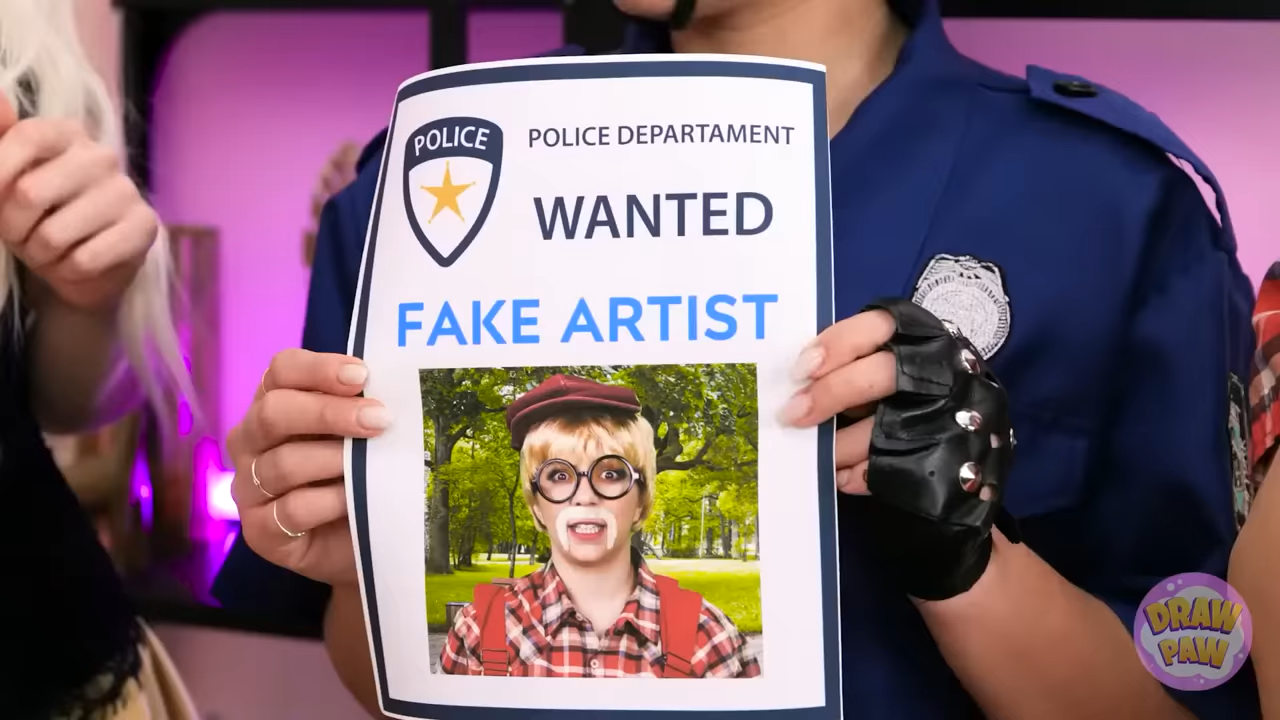 POLICE
POLICE DEPARTAMENT
WANTED
FAKE ARTIST
DRAW
PAW